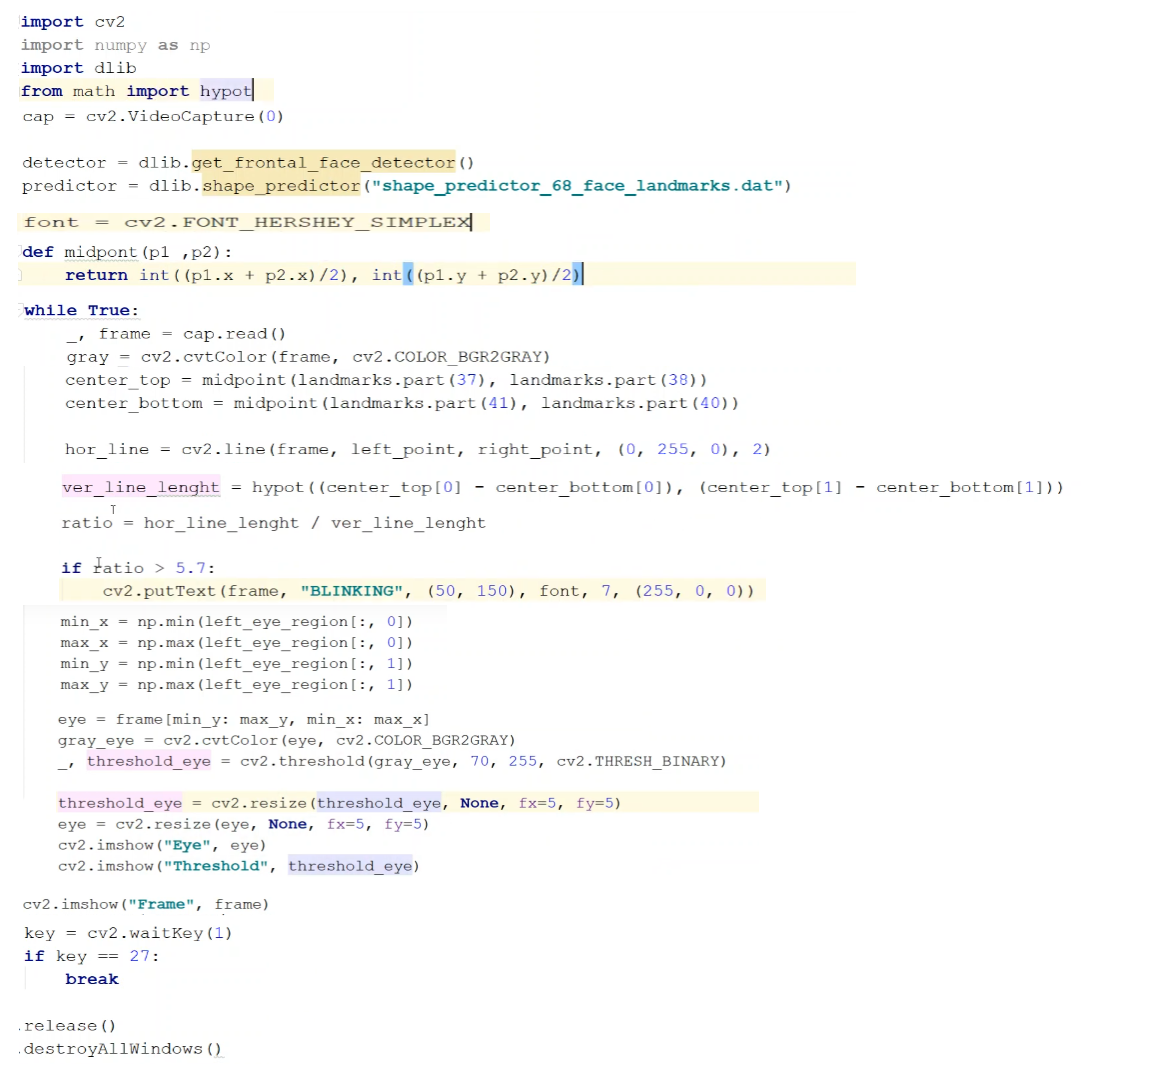 import cv2
import numpy as np
import dlib
from math import import hypot
cap = cv2.VideoCapture(0)
detector = dlib.get_frontal_face_detector()
predictor = dlib.shape_predictor("shape_predictor_68_face_landmarks.dat")
font = cv2.FONT_HERSHEY_SIMPLEX
def midpont(p1 ,p2):
return int((p1.x + p2.x)/2), int((p1.y + p2.y)/2)
while True:
_, frame = cap.read()
gray = cv2.cvtColor(frame, cv2.COLOR_BGR2GRAY)
center_top = midpoint(landmarks.part(37), landmarks.part(38))
center_bottom = midpoint(landmarks.part(41), landmarks.part(40))
hor_line = cv2.line(frame, left_point, right_point, (0, 255, 0), 2)
ver_line_lenght = hypot((center_top[0] - center_bottom[0]), (center_top[1] - center_bottom[1]))
ratio = hor_line_lenght / ver_line_lenght
if ratio > 5.7:
cv2.putText(frame, "BLINKING", (50, 150), font, 7, (255, 0, 0))
min_x = np.min(left_eye_region[:, 0])
max_x = np.max(left_eye_region[:, 0])
min_y = np.min(left_eye_region[:, 1])
max_y = np.max(left_eye_region[:, 1])
eye = frame[min_y: max_y, min_x: max_x]
gray_eye = cv2.cvtColor(eye, cv2.COLOR_BGR2GRAY)
_, threshold_eye = cv2.threshold(gray_eye, 70, 255, cv2.THRESH_BINARY)
threshold_eye = cv2.resize(threshold_eye, None, fx=5, fy=5)
eye = cv2.resize(eye, None, fx=5, fy=5)
cv2.imshow("Eye", eye)
cv2.imshow("Threshold", threshold_eye)
cv2.imshow("Frame", frame)
key = cv2.waitKey(1)
if key == 27:
break
.release()
.destroyAllWindows()